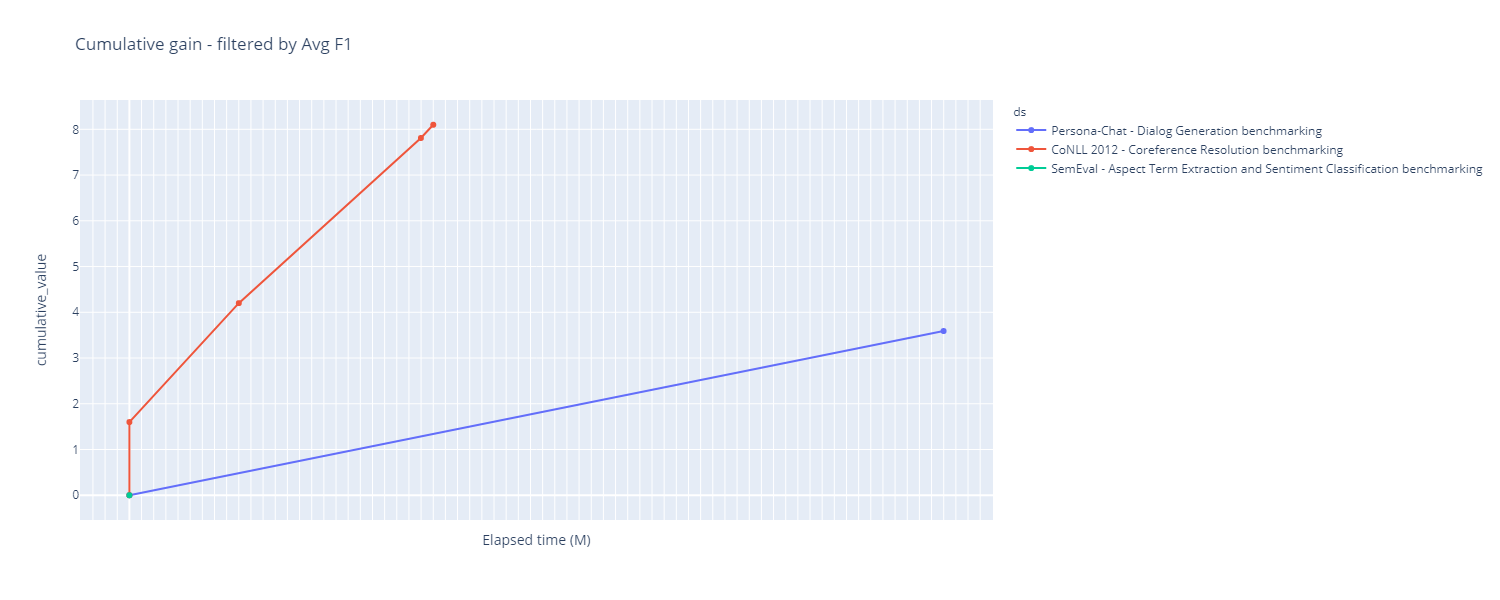 Cumulative gain - filtered by Avg F1
ds
Persona-Chat - Dialog Generation benchmarking
CoNLL 2012 - Coreference Resolution benchmarking
SemEval - Aspect Term Extraction and Sentiment Classification benchmarking
cumulative_value
8
7
6
5
4
3
2
1
0
Elapsed time (M)